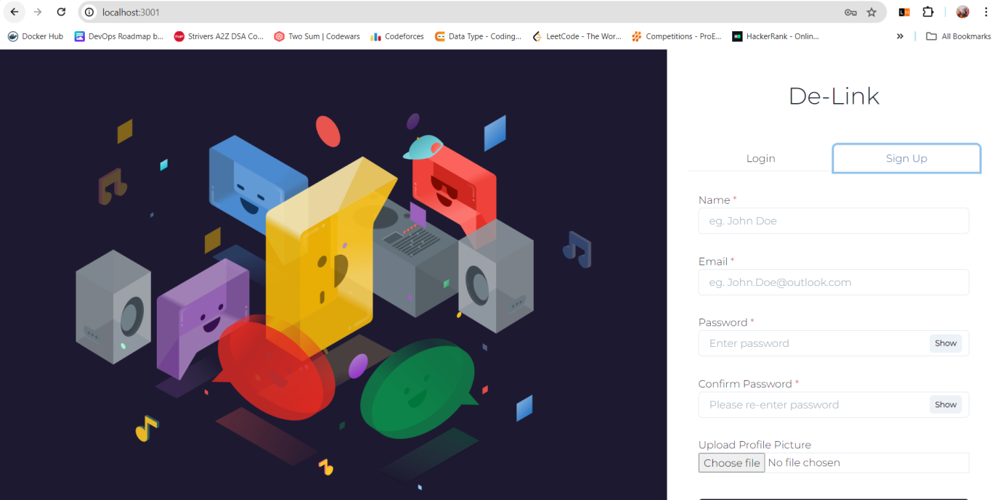 localhost:3001
Docker Hub DevOps Roadmap b... Strivers A2Z DSA Co... Two Sum | Codewars Codeforces Data Type - Coding... LeetCode - The Wor... Competitions - ProE... HackerRank - Onlin... » All Bookmarks
De-Link
Login Sign Up
Name *
eg. John Doe
Email *
eg. John.Doe@outlook.com
Password *
Enter password Show
Confirm Password *
Please re-enter password Show
Upload Profile Picture
Choose file No file chosen